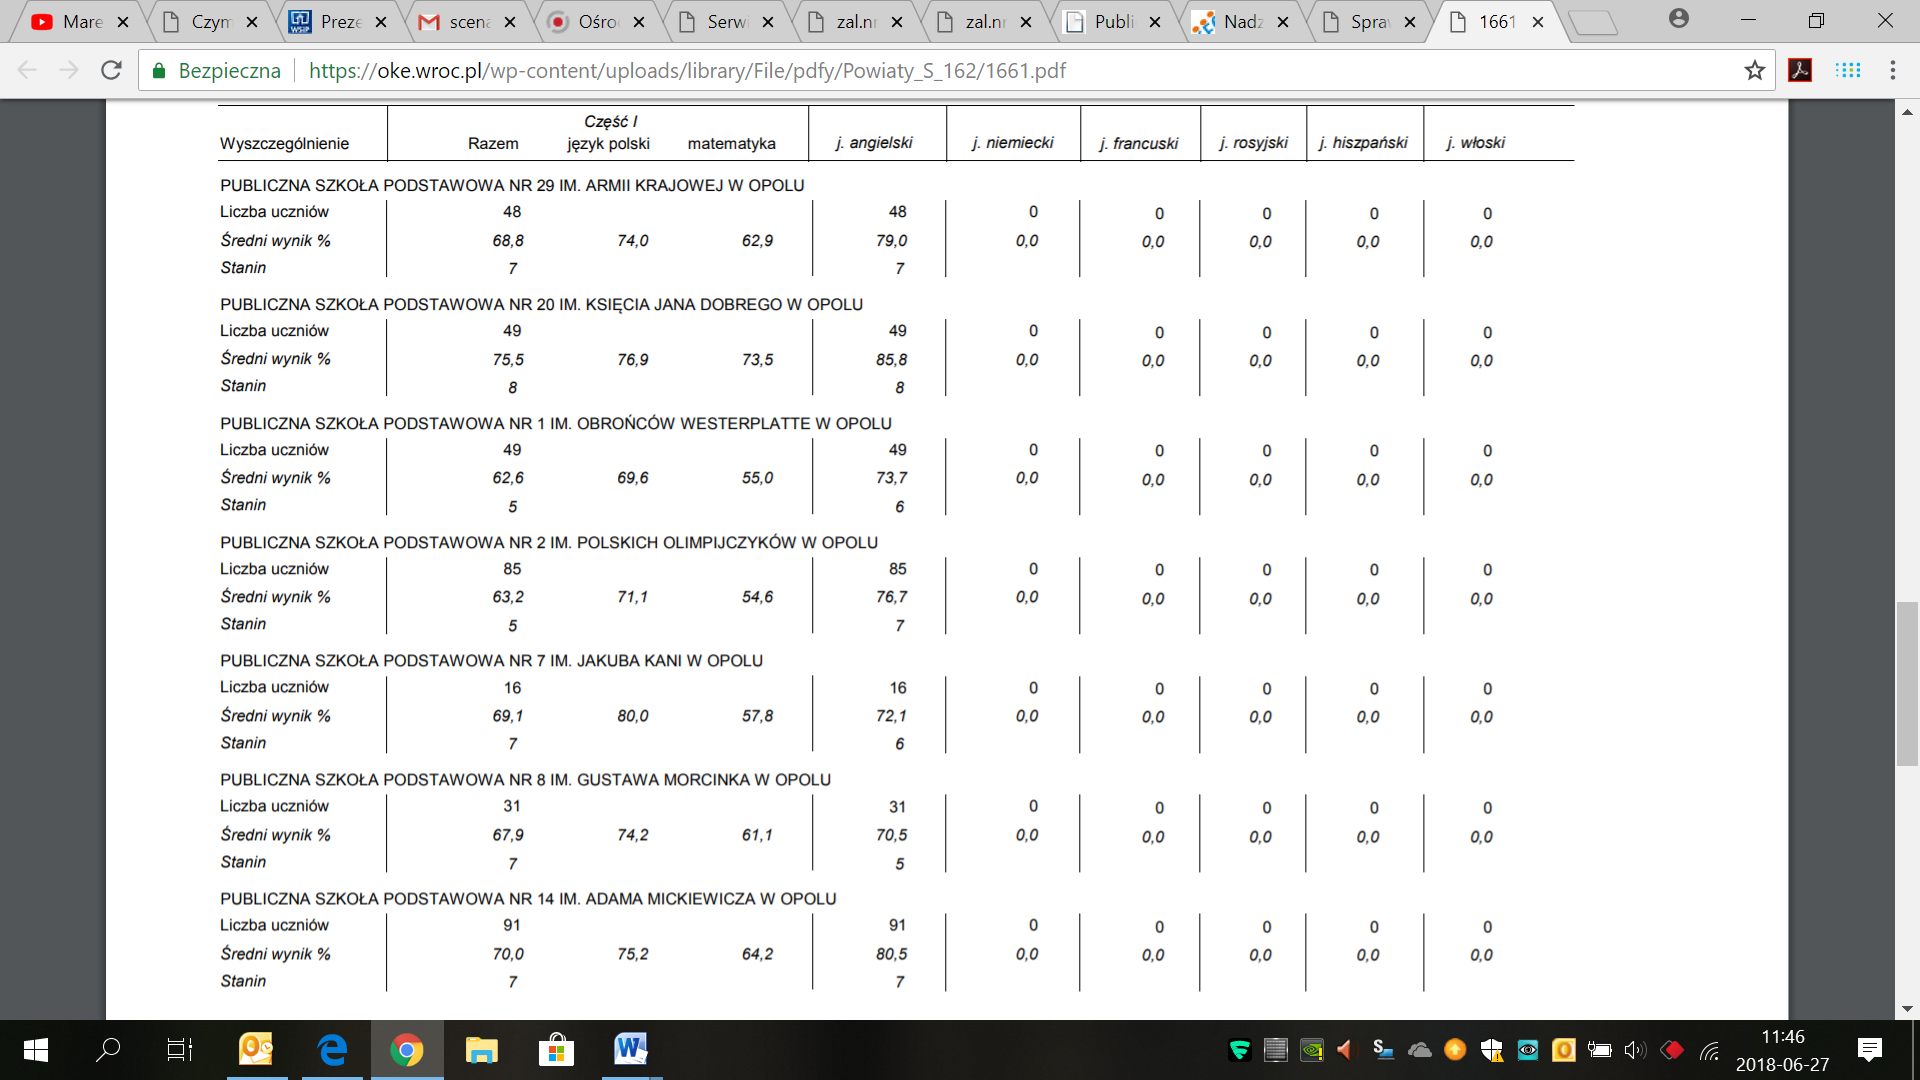 Mare
Czym
Preze
scena
Ośro
Serwi
zal.nr
zal.nr
Publi
Nadz
Spra
1661
Bezpieczna
https://oke.wroc.pl/wp-content/uploads/library/File/pdfy/Powiaty_S_162/1661.pdf
Część I
Wyszczególnienie Razem język polski matematyka j. angielski j. niemiecki j. francuski j. rosyjski j. hiszpański j. włoski
PUBLICZNA SZKOŁA PODSTAWOWA NR 29 IM. ARMII KRAJOWEJ W OPOLU
Liczba uczniów 48 48 0 0 0 0 0
Średni wynik % 68,8 74,0 62,9 79,0 0,0 0,0 0,0 0,0 0,0
Stanin 7 7
PUBLICZNA SZKOŁA PODSTAWOWA NR 20 IM. KSIĘCIA JANA DOBREGO W OPOLU
Liczba uczniów 49 49 0 0 0 0 0
Średni wynik % 75,5 76,9 73,5 85,8 0,0 0,0 0,0 0,0 0,0
Stanin 8 8
PUBLICZNA SZKOŁA PODSTAWOWA NR 1 IM. OBROŃCÓW WESTERPLATTE W OPOLU
Liczba uczniów 49 49 0 0 0 0 0
Średni wynik % 62,6 69,6 55,0 73,7 0,0 0,0 0,0 0,0 0,0
Stanin 5 6
PUBLICZNA SZKOŁA PODSTAWOWA NR 2 IM. POLSKICH OLIMPIJCZYKÓW W OPOLU
Liczba uczniów 85 85 0 0 0 0 0
Średni wynik % 63,2 71,1 54,6 76,7 0,0 0,0 0,0 0,0 0,0
Stanin 5 7
PUBLICZNA SZKOŁA PODSTAWOWA NR 7 IM. JAKUBA KANI W OPOLU
Liczba uczniów 16 16 0 0 0 0 0
Średni wynik % 69,1 80,0 57,8 72,1 0,0 0,0 0,0 0,0 0,0
Stanin 7 6
PUBLICZNA SZKOŁA PODSTAWOWA NR 8 IM. GUSTAWA MORCINKA W OPOLU
Liczba uczniów 31 31 0 0 0 0 0
Średni wynik % 67,9 74,2 61,1 70,5 0,0 0,0 0,0 0,0 0,0
Stanin 7 5
PUBLICZNA SZKOŁA PODSTAWOWA NR 14 IM. ADAMA MICKIEWICZA W OPOLU
Liczba uczniów 91 91 0 0 0 0 0
Średni wynik % 70,0 75,2 64,2 80,5 0,0 0,0 0,0 0,0 0,0
Stanin 7 7
11:46
2018-06-27